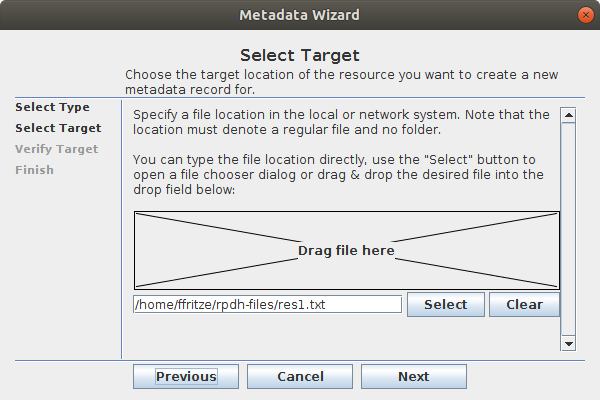 Metadata Wizard
Select Target
Choose the target location of the resource you want to create a new
metadata record for.
Select Type
Select Target
Verify Target
Finish
Specify a file location in the local or network system. Note that the
location must denote a regular file and no folder.
You can type the file location directly, use the "Select" button to
open a file chooser dialog or drag & drop the desired file into the
drop field below:
Drag file here
/home/ffritze/rpdh-files/res1.txt
Select
Clear
Previous
Cancel
Next